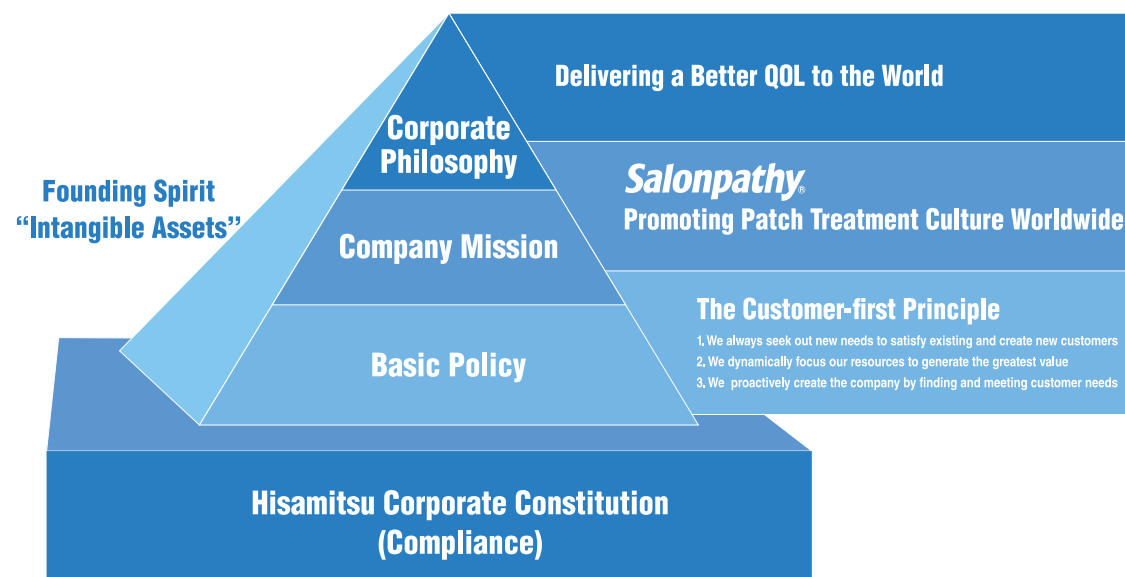 Delivering a Better QOL to the World
Corporate
Philosophy
Founding Spirit
“Intangible Assets”
Salonpathy®
Promoting Patch Treatment Culture Worldwide
Company Mission
The Customer-first Principle
1. We always seek out new needs to satisfy existing and create new customers
2. We dynamically focus our resources to generate the greatest value
3. We proactively create the company by finding and meeting customer needs
Basic Policy
Hisamitsu Corporate Constitution
(Compliance)